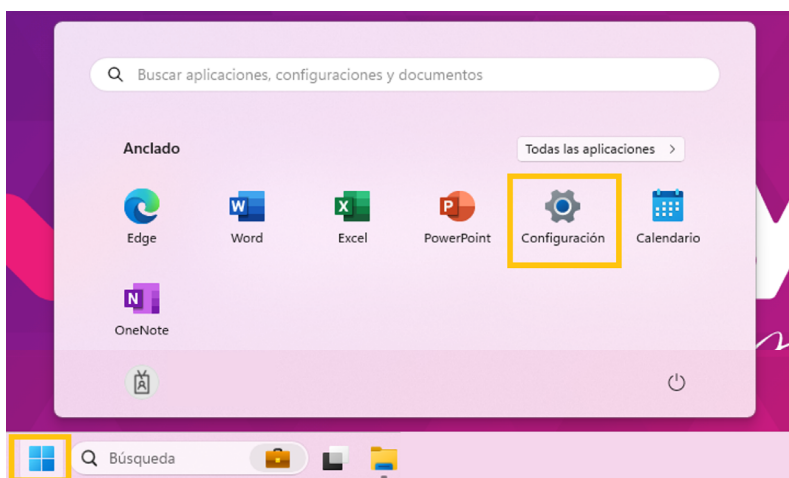 Buscar aplicaciones, configuraciones y documentos
Anclado
Todas las aplicaciones
Edge
Word
Excel
PowerPoint
Configuración
Calendario
OneNote
Búsqueda